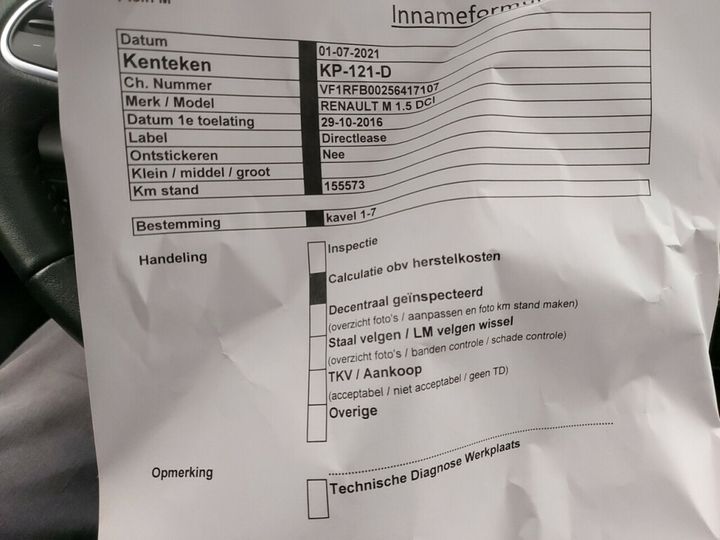 Datum 01-07-2021
Kenteken KP-121-D
Ch. Nummer VF1RFB00256417107
Merk / Model RENAULT M 1.5 DCI
Datum 1e toelating 29-10-2016
Label Directlease
Ontstickeren Nee
Klein / middel / groot
Km stand 155573
Bestemming kavel 1-7
Handeling Inspectie
Calculatie obv herstelkosten
Decentraal geïnspecteerd
(overzicht foto's / aanpassen en foto km stand maken)
Staal velgen / LM velgen wissel
(overzicht foto's / banden controle / schade controle)
TKV / Aankoop
(acceptabel / niet acceptabel / geen TD)
Overige
Opmerking
Technische Diagnose Werkplaats